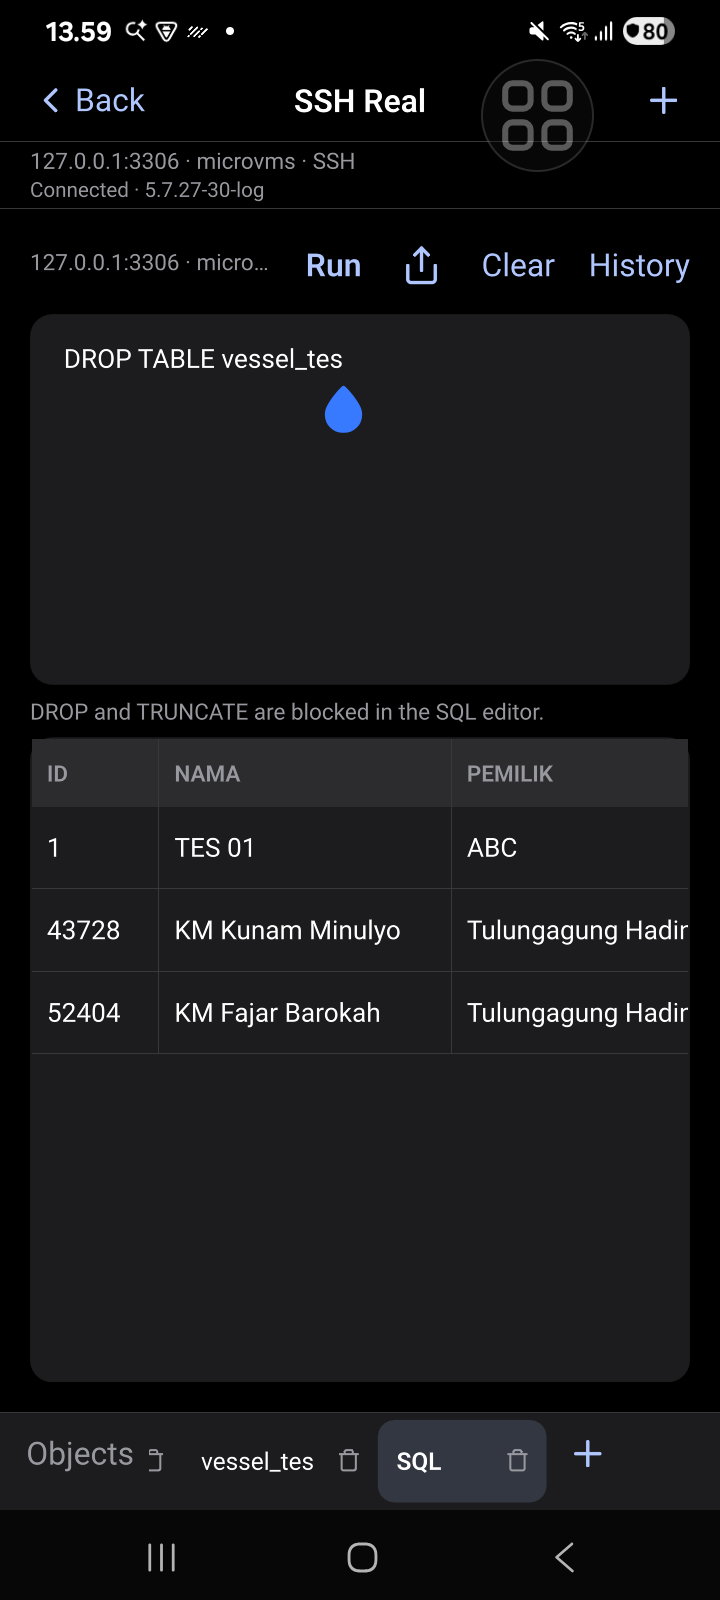 13.59
5
80
Back
SSH Real
127.0.0.1:3306 · microvms · SSH
Connected · 5.7.27-30-log
127.0.0.1:3306 · micro...
Run
Clear
History
DROP TABLE vessel_tes
DROP and TRUNCATE are blocked in the SQL editor.
ID NAMA PEMILIK
1 TES 01 ABC
43728 KM Kunam Minulyo Tulungagung Hadir
52404 KM Fajar Barokah Tulungagung Hadir
Objects
vessel_tes
SQL